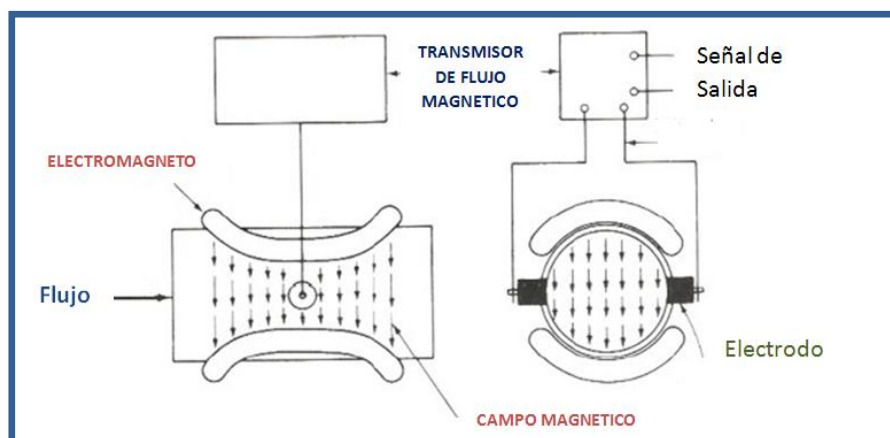 TRANSMISOR
DE FLUJO
MAGNETICO
Señal de
Salida
ELECTROMAGNETO
Flujo
Electrodo
CAMPO MAGNETICO